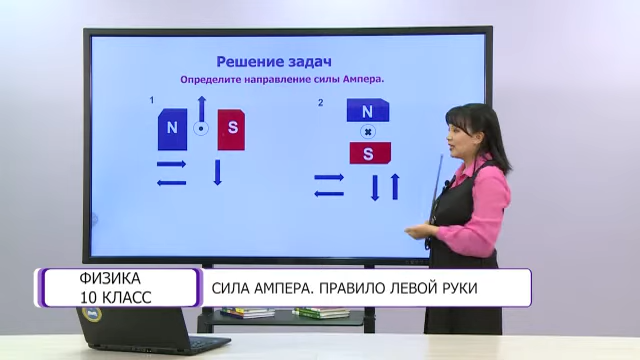 Решение задач
Определите направление силы Ампера.
1
2
N
S
N
S
ФИЗИКА
10 КЛАСС
СИЛА АМПЕРА. ПРАВИЛО ЛЕВОЙ РУКИ